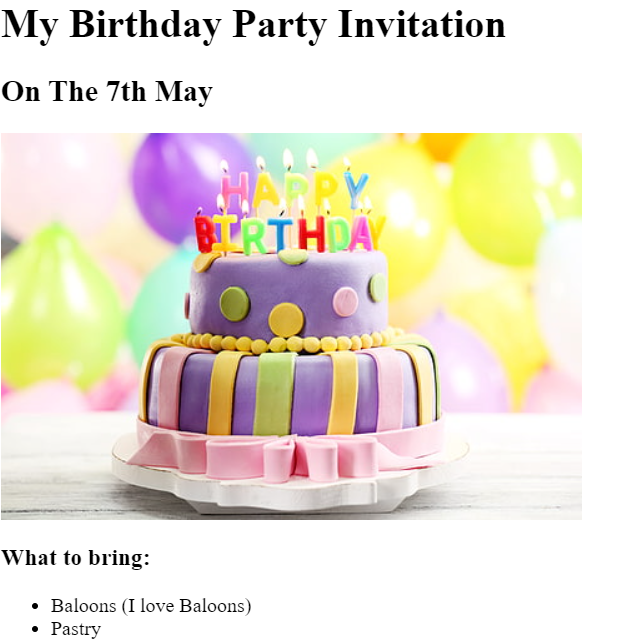 My Birthday Party Invitation
On The 7th May
HAPPY
BIRTHDAY
What to bring:
Baloons (I love Baloons)
Pastry